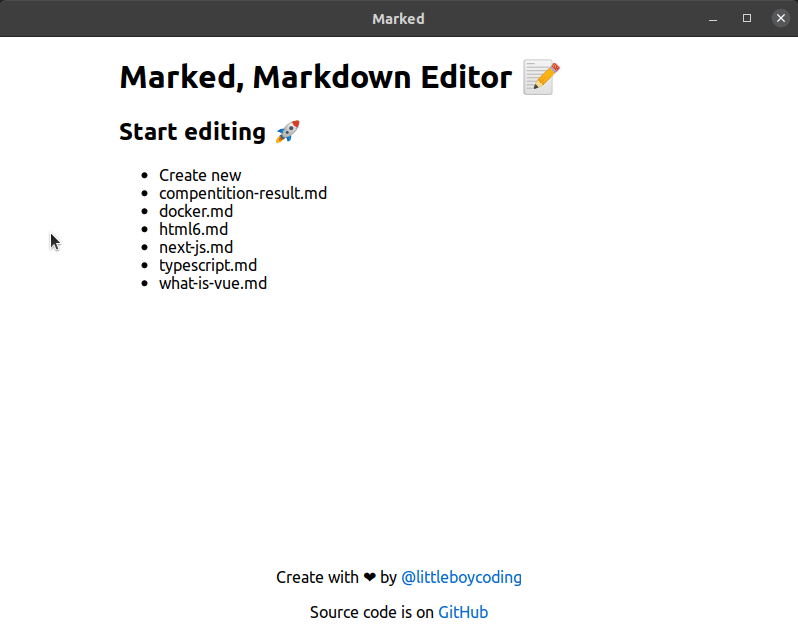 Marked
Marked, Markdown Editor 📝
Start editing 🚀
Create new
compentition-result.md
docker.md
html6.md
next-js.md
typescript.md
what-is-vue.md
Create with ❤ by @littleboycoding
Source code is on GitHub